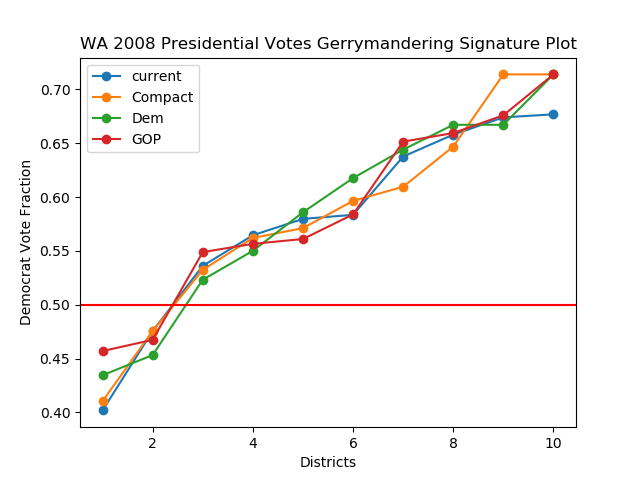 WA 2008 Presidential Votes Gerrymandering Signature Plot
current
Compact
Dem
GOP
Democrat Vote Fraction
0.70
0.65
0.60
0.55
0.50
0.45
0.40
2 4 6 8 10
Districts